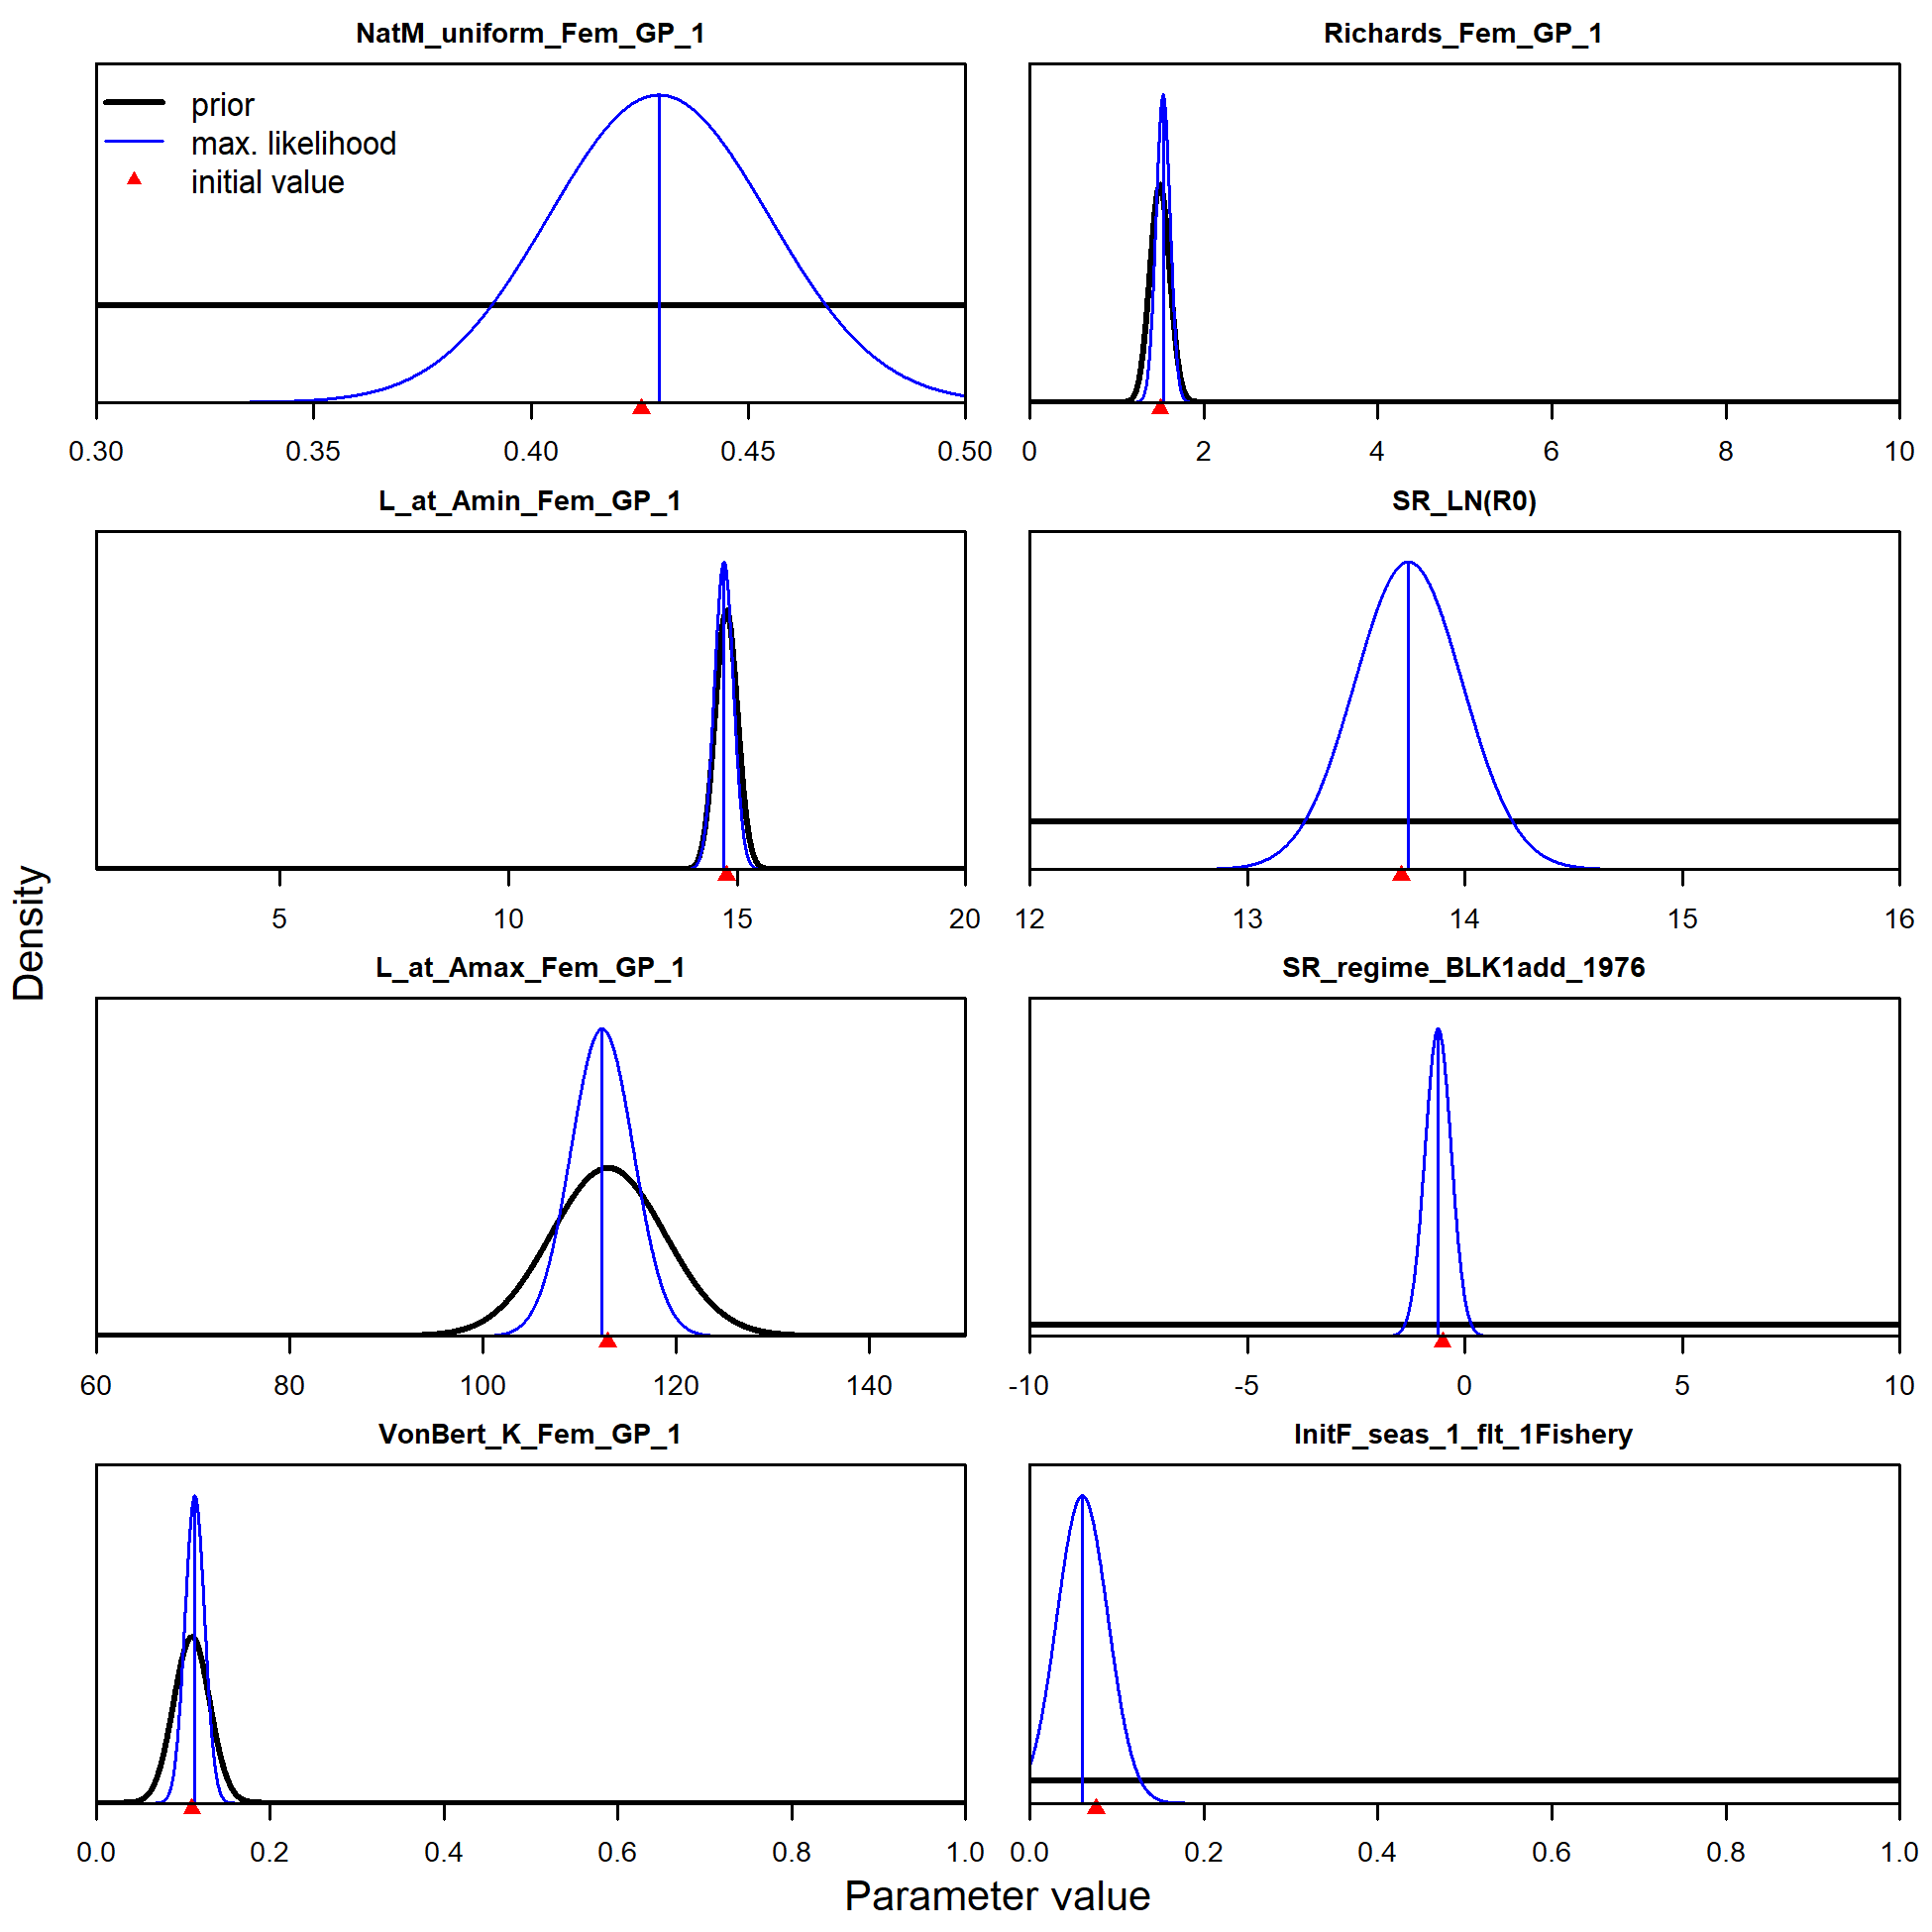 NatM_uniform_Fem_GP_1
prior
max. likelihood
initial value
0.30 0.35 0.40 0.45 0.50
Richards_Fem_GP_1
0 2 4 6 8 10
L_at_Amin_Fem_GP_1
5 10 15 20
SR_LN(R0)
12 13 14 15 16
L_at_Amax_Fem_GP_1
60 80 100 120 140
SR_regime_BLK1add_1976
-10 -5 0 5 10
VonBert_K_Fem_GP_1
0.0 0.2 0.4 0.6 0.8 1.0
InitF_seas_1_flt_1Fishery
0.0 0.2 0.4 0.6 0.8 1.0
Density
Parameter value